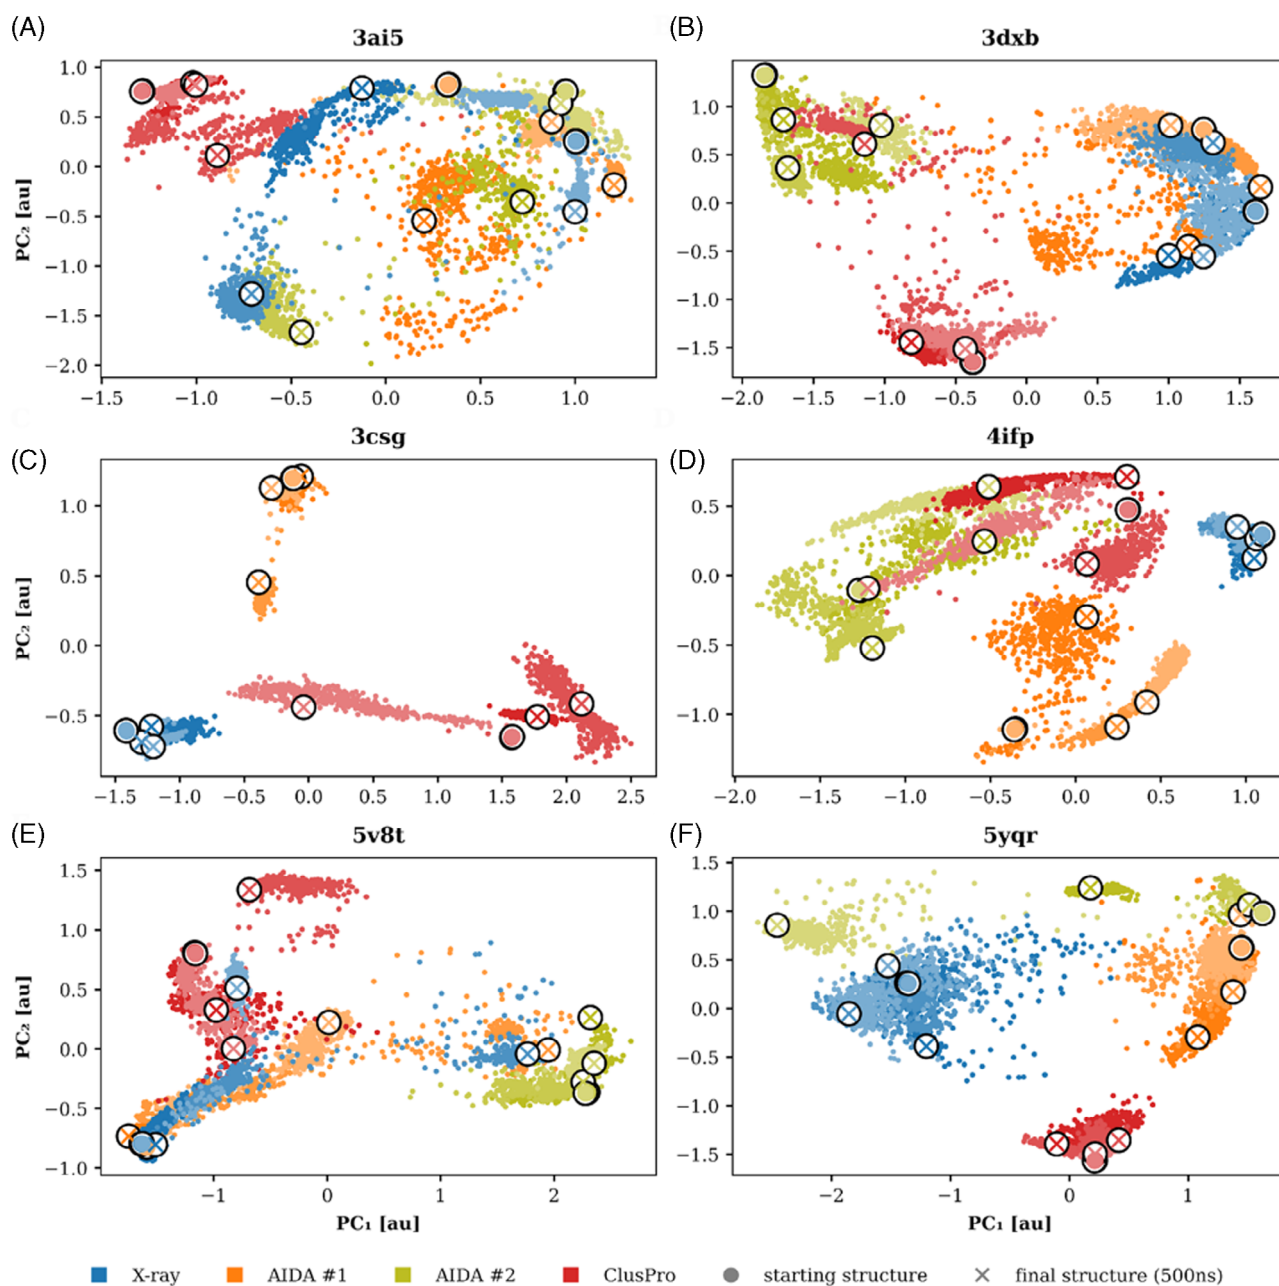 (A)
3ai5
1.0
0.5
0.0
−0.5
−1.0
−1.5
−2.0
PC₂ [au]
−1.5 −1.0 −0.5 0.0 0.5 1.0
(B)
3dxb
1.0
0.5
0.0
−0.5
−1.0
−1.5
−2.0 −1.5 −1.0 −0.5 0.0 0.5 1.0 1.5
(C)
3csg
1.0
0.5
0.0
−0.5
PC₂ [au]
−1.5 −1.0 −0.5 0.0 0.5 1.0 1.5 2.0 2.5
(D)
4ifp
0.5
0.0
−0.5
−1.0
−2.0 −1.5 −1.0 −0.5 0.0 0.5 1.0
(E)
5v8t
1.5
1.0
0.5
0.0
−0.5
−1.0
PC₂ [au]
−1 0 1 2
PC₁ [au]
(F)
5yqr
1.5
1.0
0.5
0.0
−0.5
−1.0
−1.5
−2 −1 0 1
PC₁ [au]
X-ray AIDA #1 AIDA #2 ClusPro starting structure final structure (500ns)